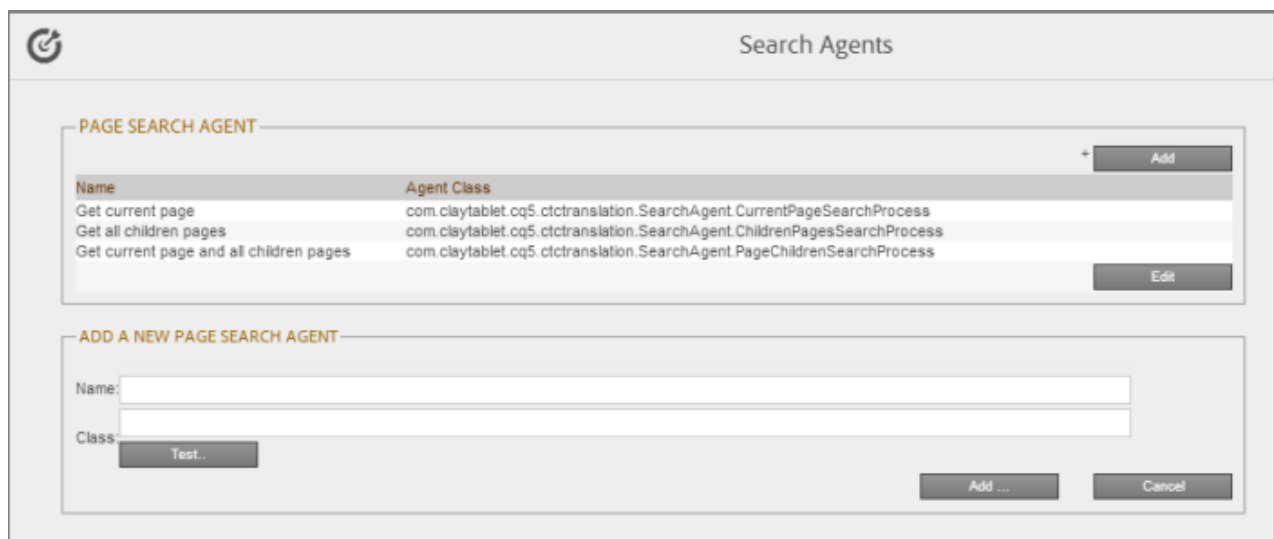 Search Agents
PAGE SEARCH AGENT
+ Add
Name Agent Class
Get current page com.claytablet.cq5.ctctranslation.SearchAgent.CurrentPageSearchProcess
Get all children pages com.claytablet.cq5.ctctranslation.SearchAgent.ChildrenPagesSearchProcess
Get current page and all children pages com.claytablet.cq5.ctctranslation.SearchAgent.PageChildrenSearchProcess
Edit
ADD A NEW PAGE SEARCH AGENT
Name:
Class:
Test..
Add ... Cancel